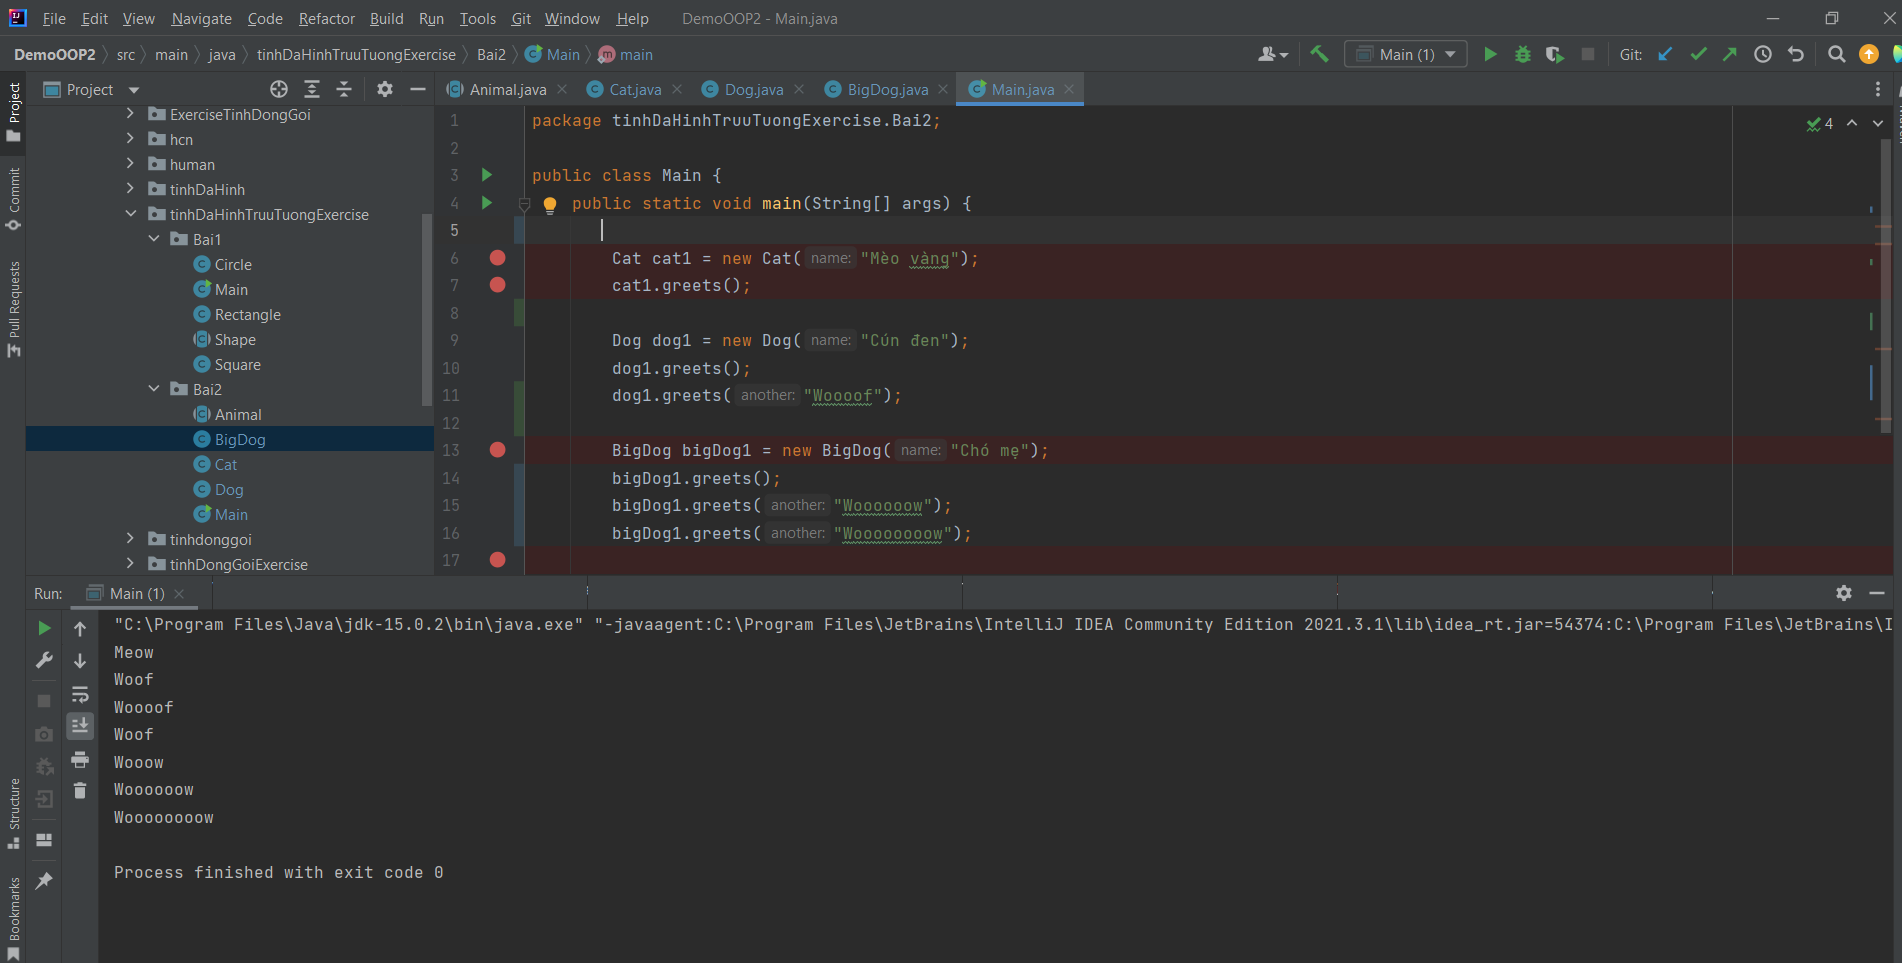 File Edit View Navigate Code Refactor Build Run Tools Git Window Help DemoOOP2 - Main.java
DemoOOP2 src main java tinhDaHinhTruuTuongExercise Bai2 Main main Main (1) Git:
Project
Animal.java Cat.java Dog.java BigDog.java Main.java
Project
Commit
Pull Requests
Structure
Bookmarks
ExerciseTinhDongGoi
hcn
human
tinhDaHinh
tinhDaHinhTruuTuongExercise
Bai1
Circle
Main
Rectangle
Shape
Square
Bai2
Animal
BigDog
Cat
Dog
Main
tinhdonggoi
tinhDongGoiExercise
4
1 package tinhDaHinhTruuTuongExercise.Bai2;
2
3 public class Main {
4 public static void main(String[] args) {
5
6 Cat cat1 = new Cat( name: "Mèo vàng");
7 cat1.greets();
8
9 Dog dog1 = new Dog( name: "Cún đen");
10 dog1.greets();
11 dog1.greets( another: "Woooof");
12
13 BigDog bigDog1 = new BigDog( name: "Chó mẹ");
14 bigDog1.greets();
15 bigDog1.greets( another: "Woooooow");
16 bigDog1.greets( another: "Woooooooow");
17
Run: Main (1)
"C:\Program Files\Java\jdk-15.0.2\bin\java.exe" "-javaagent:C:\Program Files\JetBrains\IntelliJ IDEA Community Edition 2021.3.1\lib\idea_rt.jar=54374:C:\Program Files\JetBrains\I
Meow
Woof
Woooof
Woof
Wooow
Woooooow
Woooooooow
Process finished with exit code 0